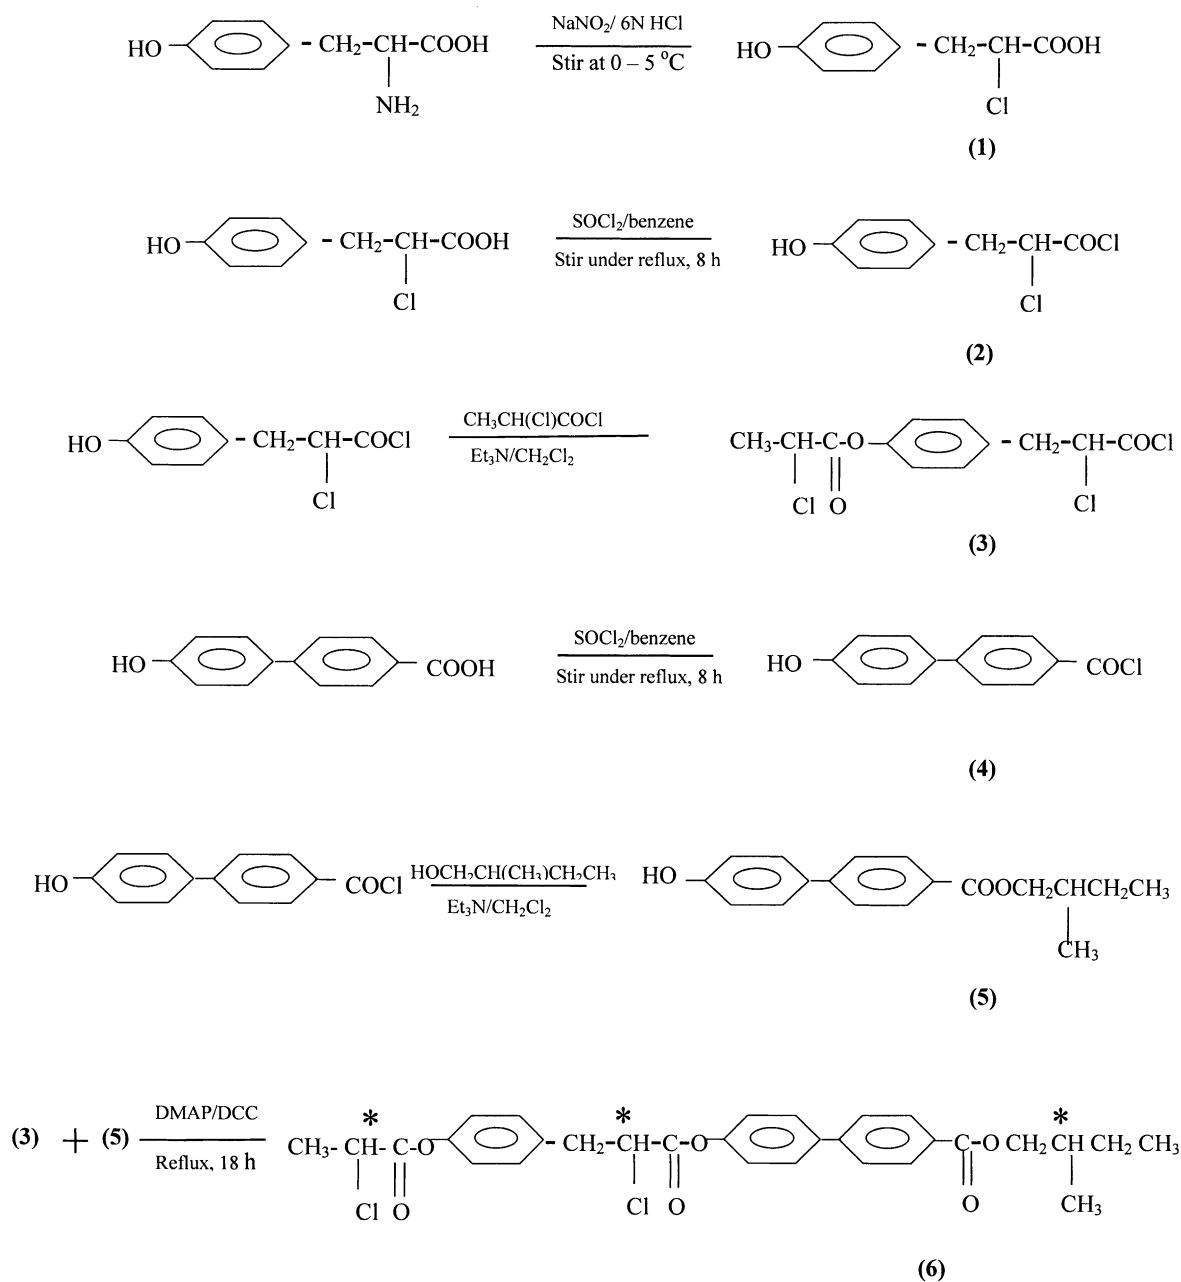 HO - CH₂-CH-COOH NaNO₂/ 6N HCl HO - CH₂-CH-COOH
Stir at 0 – 5 °C
NH₂ Cl
(1)
HO - CH₂-CH-COOH SOCl₂/benzene HO - CH₂-CH-COCl
Stir under reflux, 8 h
Cl Cl
(2)
HO - CH₂-CH-COCl CH₃CH(Cl)COCl CH₃-CH-C-O - CH₂-CH-COCl
Et₃N/CH₂Cl₂
Cl Cl O Cl
(3)
HO COOH SOCl₂/benzene HO COCl
Stir under reflux, 8 h
(4)
HO COCl HOCH₂CH(CH₃)CH₂CH₃ HO COOCH₂CHCH₂CH₃
Et₃N/CH₂Cl₂
CH₃
(5)
(3) + (5) DMAP/DCC * * *
Reflux, 18 h CH₃-CH-C-O - CH₂-CH-C-O C-O CH₂CHCH₂CH₃
Cl O Cl O O CH₃
(6)